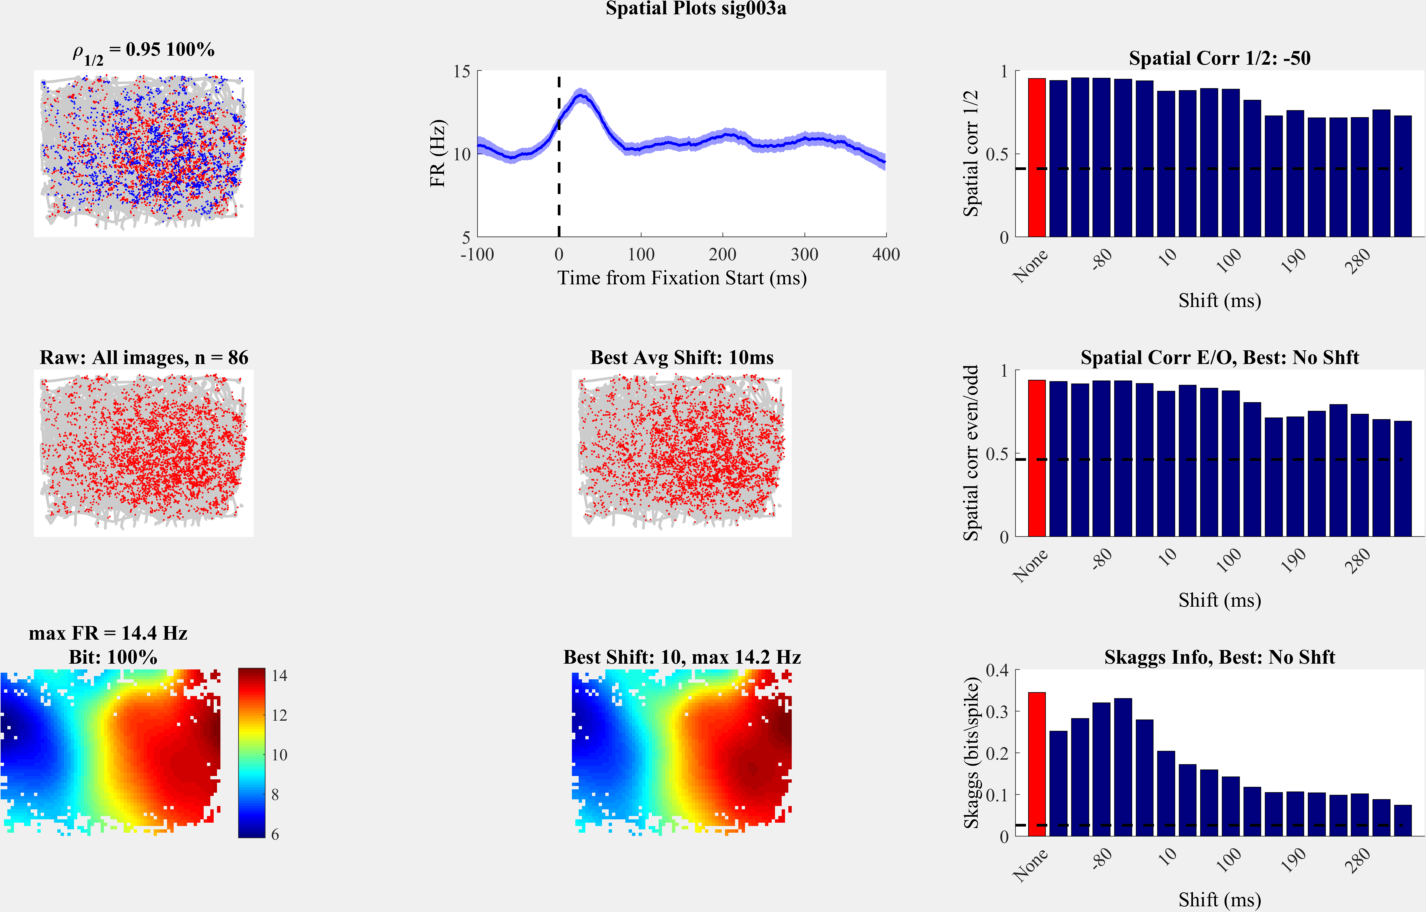 Spatial Plots sig003a
ρ1/2 = 0.95 100%
15
10
5
FR (Hz)
-100 0 100 200 300 400
Time from Fixation Start (ms)
Spatial Corr 1/2: -50
1
0.5
0
Spatial corr 1/2
None -80 10 100 190 280
Shift (ms)
Raw: All images, n = 86
Best Avg Shift: 10ms
Spatial Corr E/O, Best: No Shft
1
0.5
0
Spatial corr even/odd
None -80 10 100 190 280
Shift (ms)
max FR = 14.4 Hz
Bit: 100%
14
12
10
8
6
Best Shift: 10, max 14.2 Hz
Skaggs Info, Best: No Shft
0.4
0.3
0.2
0.1
0
Skaggs (bits\spike)
None -80 10 100 190 280
Shift (ms)